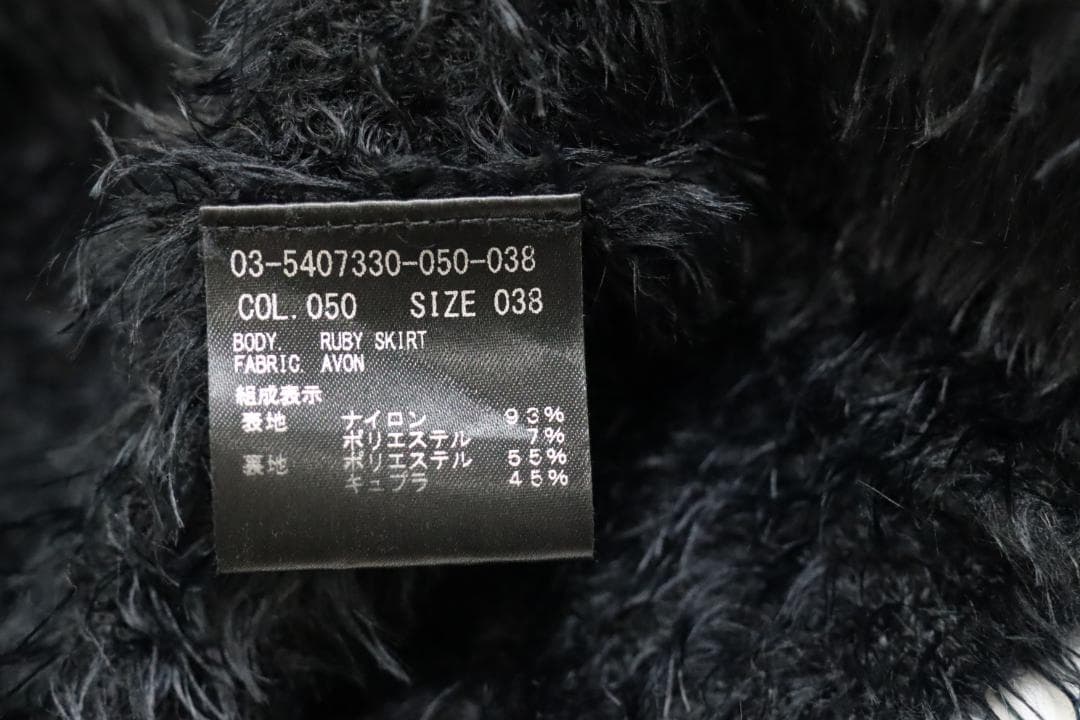 03-5407330-050-038
COL. 050 SIZE 038
BODY. RUBY SKIRT
FABRIC. AVON
組成表示
表地 ナイロン 93%
ポリエステル 7%
裏地 ポリエステル 55%
キュプラ 45%